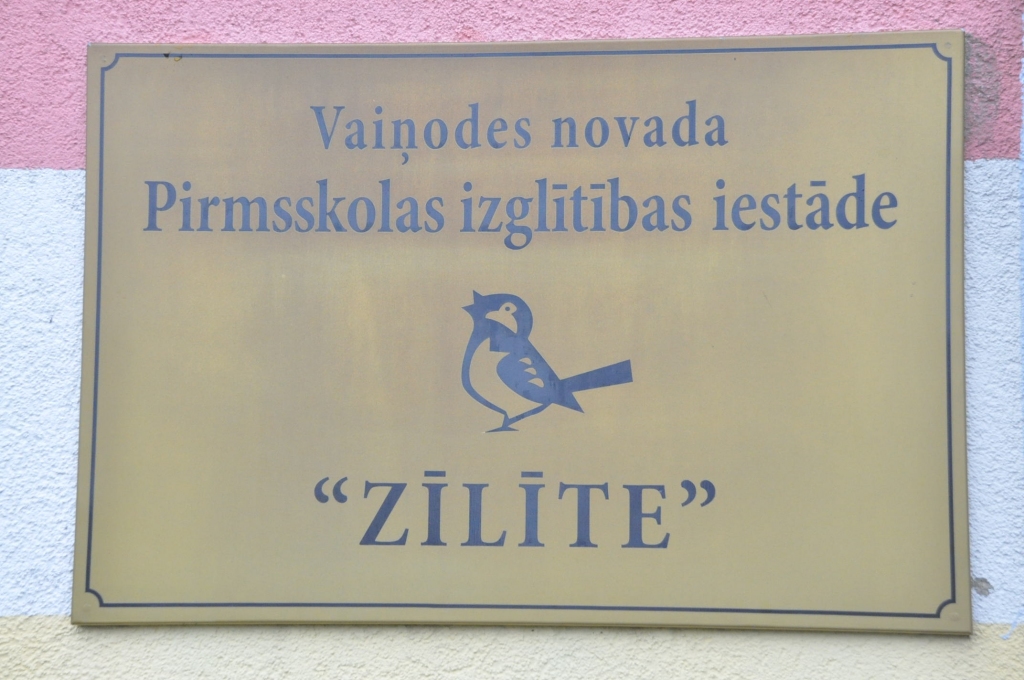 Vaiņodes novada
Pirmsskolas izglītības iestāde
“ZĪLĪTE”